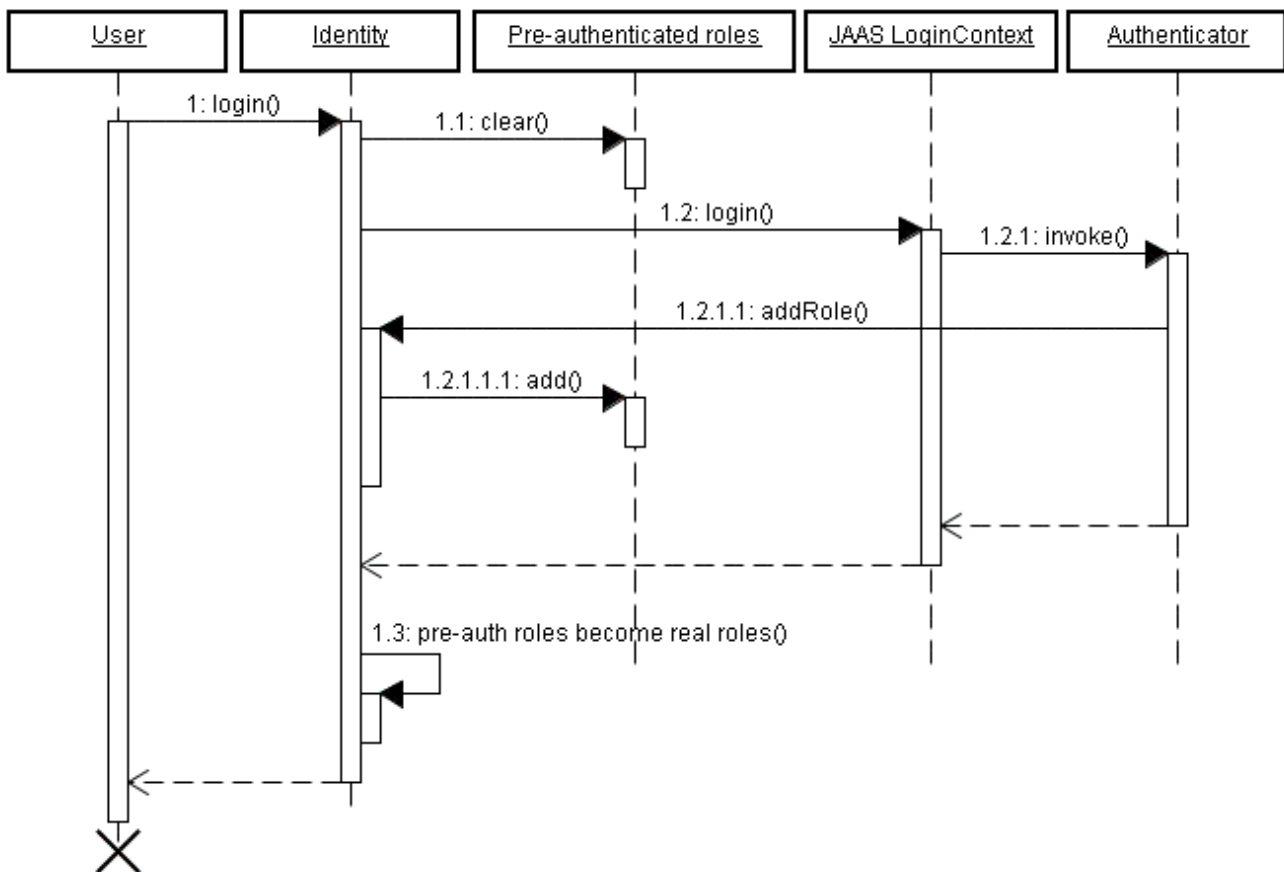 User
Identity
Pre-authenticated roles
JAAS LoginContext
Authenticator
1: login()
1.1: clear()
1.2: login()
1.2.1: invoke()
1.2.1.1: addRole()
1.2.1.1.1: add()
1.3: pre-auth roles become real roles()